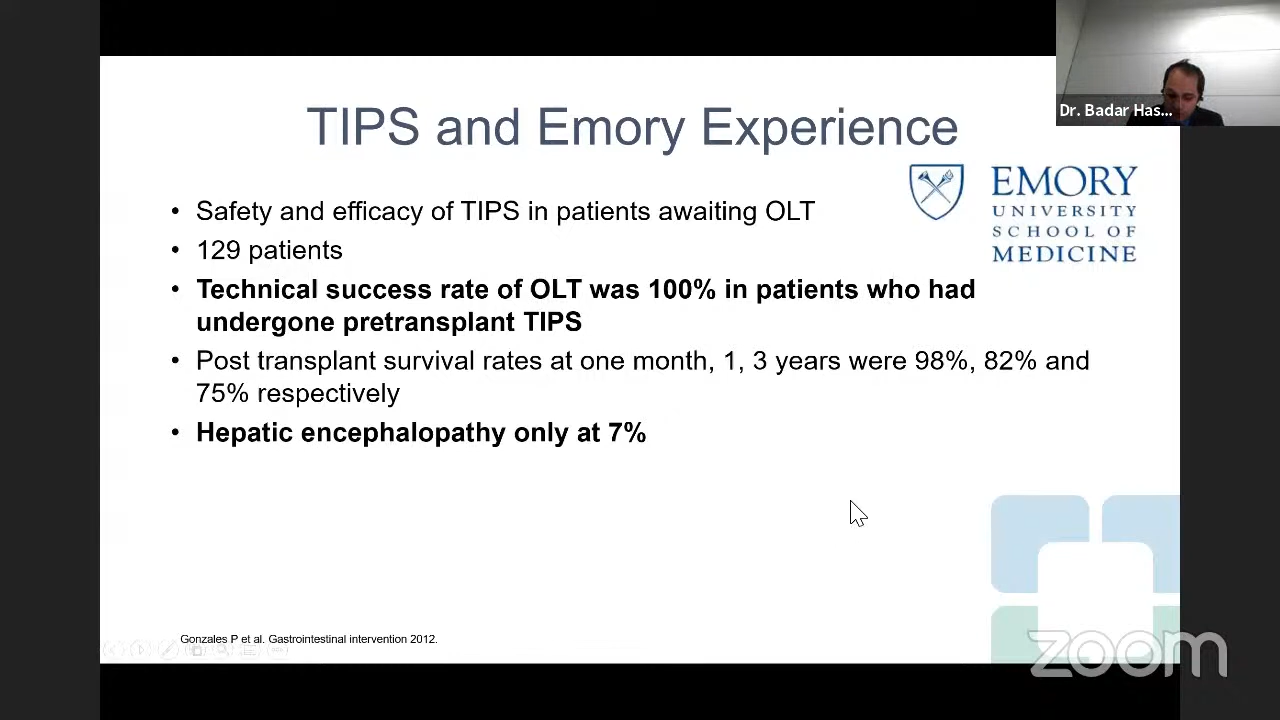 Dr. Badar Has...
TIPS and Emory Experience
EMORY
UNIVERSITY
SCHOOL OF
MEDICINE
• Safety and efficacy of TIPS in patients awaiting OLT
• 129 patients
• Technical success rate of OLT was 100% in patients who had
undergone pretransplant TIPS
• Post transplant survival rates at one month, 1, 3 years were 98%, 82% and
75% respectively
• Hepatic encephalopathy only at 7%
Gonzales P et al. Gastrointestinal intervention 2012.
zoom